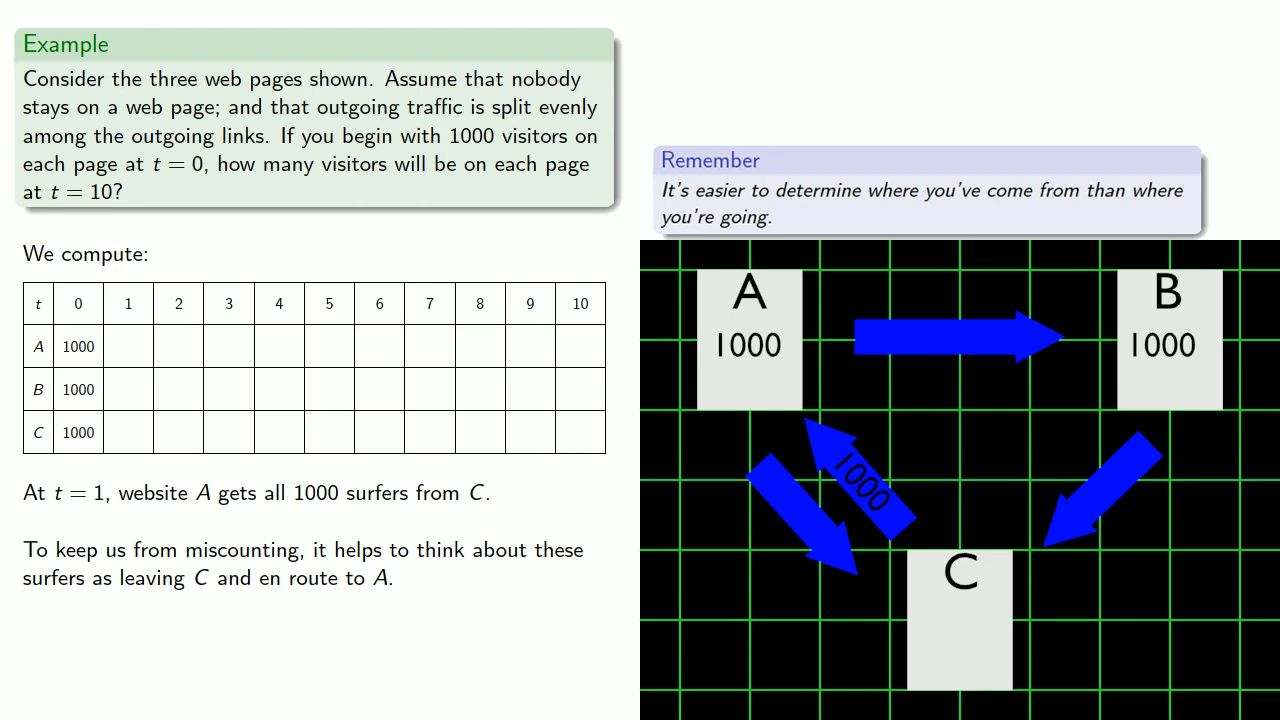 Example
Consider the three web pages shown. Assume that nobody
stays on a web page; and that outgoing traffic is split evenly
among the outgoing links. If you begin with 1000 visitors on
each page at t = 0, how many visitors will be on each page
at t = 10?
We compute:
t 0 1 2 3 4 5 6 7 8 9 10
A 1000
B 1000
C 1000
At t = 1, website A gets all 1000 surfers from C.
To keep us from miscounting, it helps to think about these
surfers as leaving C and en route to A.
Remember
It's easier to determine where you've come from than where
you're going.
A
1000
B
1000
1000
C